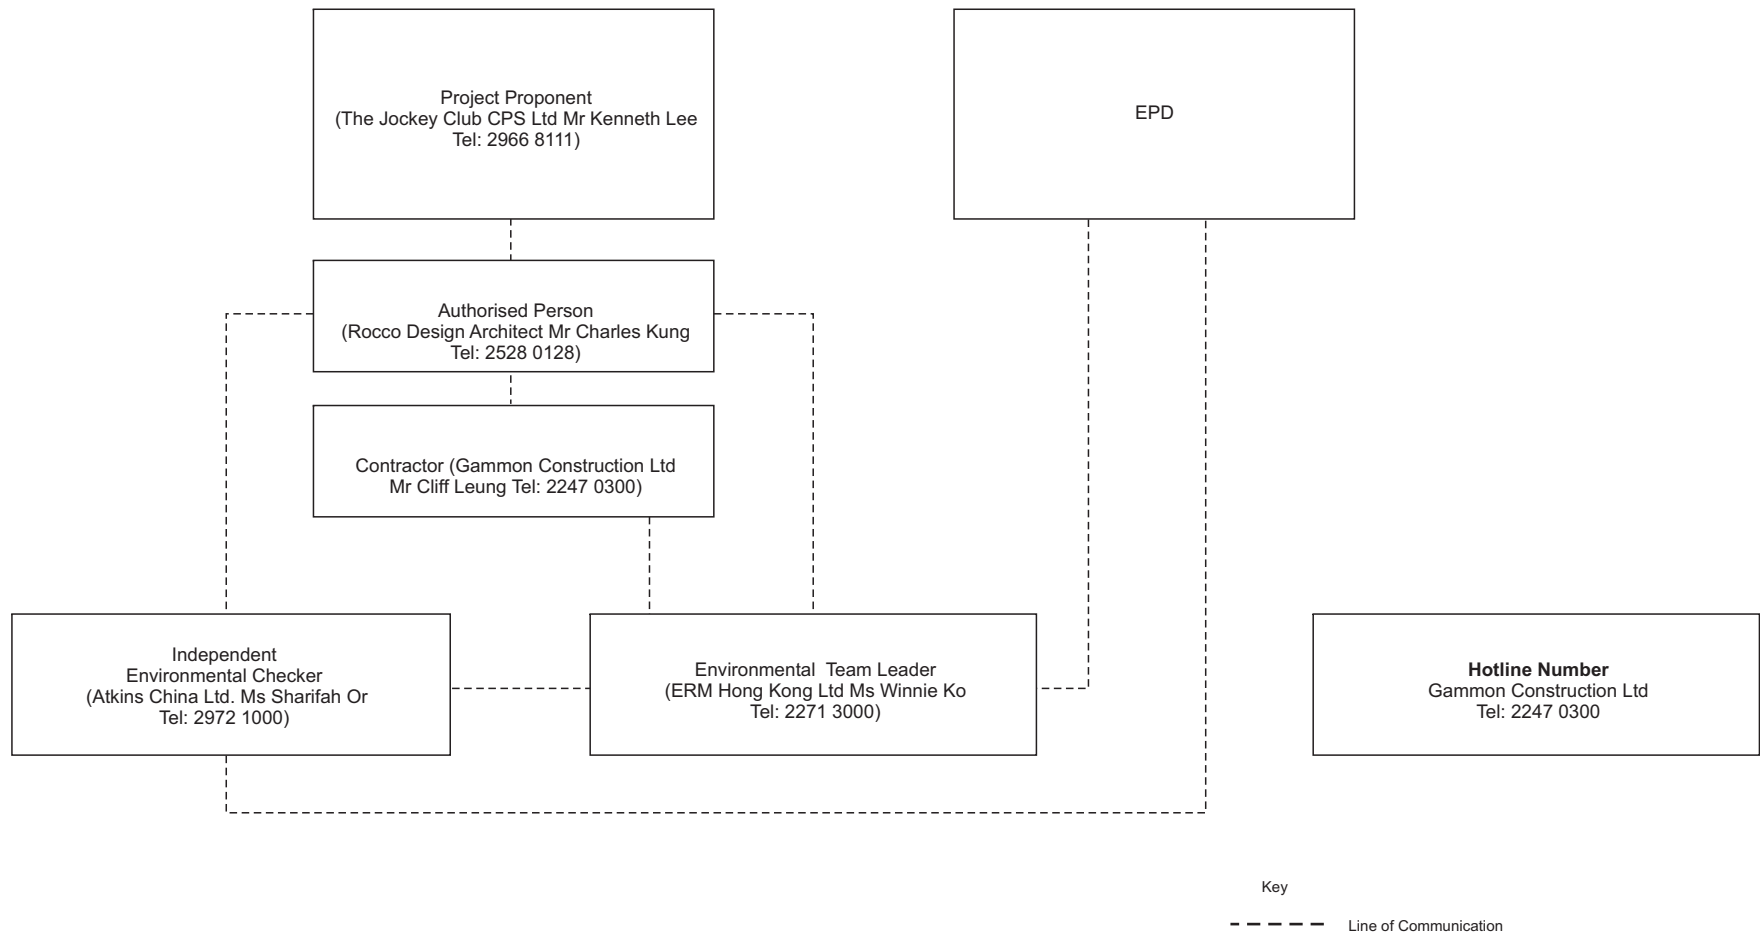 Project Proponent
(The Jockey Club CPS Ltd Mr Kenneth Lee
Tel: 2966 8111)
EPD
Authorised Person
(Rocco Design Architect Mr Charles Kung
Tel: 2528 0128)
Contractor (Gammon Construction Ltd
Mr Cliff Leung Tel: 2247 0300)
Independent
Environmental Checker
(Atkins China Ltd. Ms Sharifah Or
Tel: 2972 1000)
Environmental Team Leader
(ERM Hong Kong Ltd Ms Winnie Ko
Tel: 2271 3000)
Hotline Number
Gammon Construction Ltd
Tel: 2247 0300
Key
Line of Communication